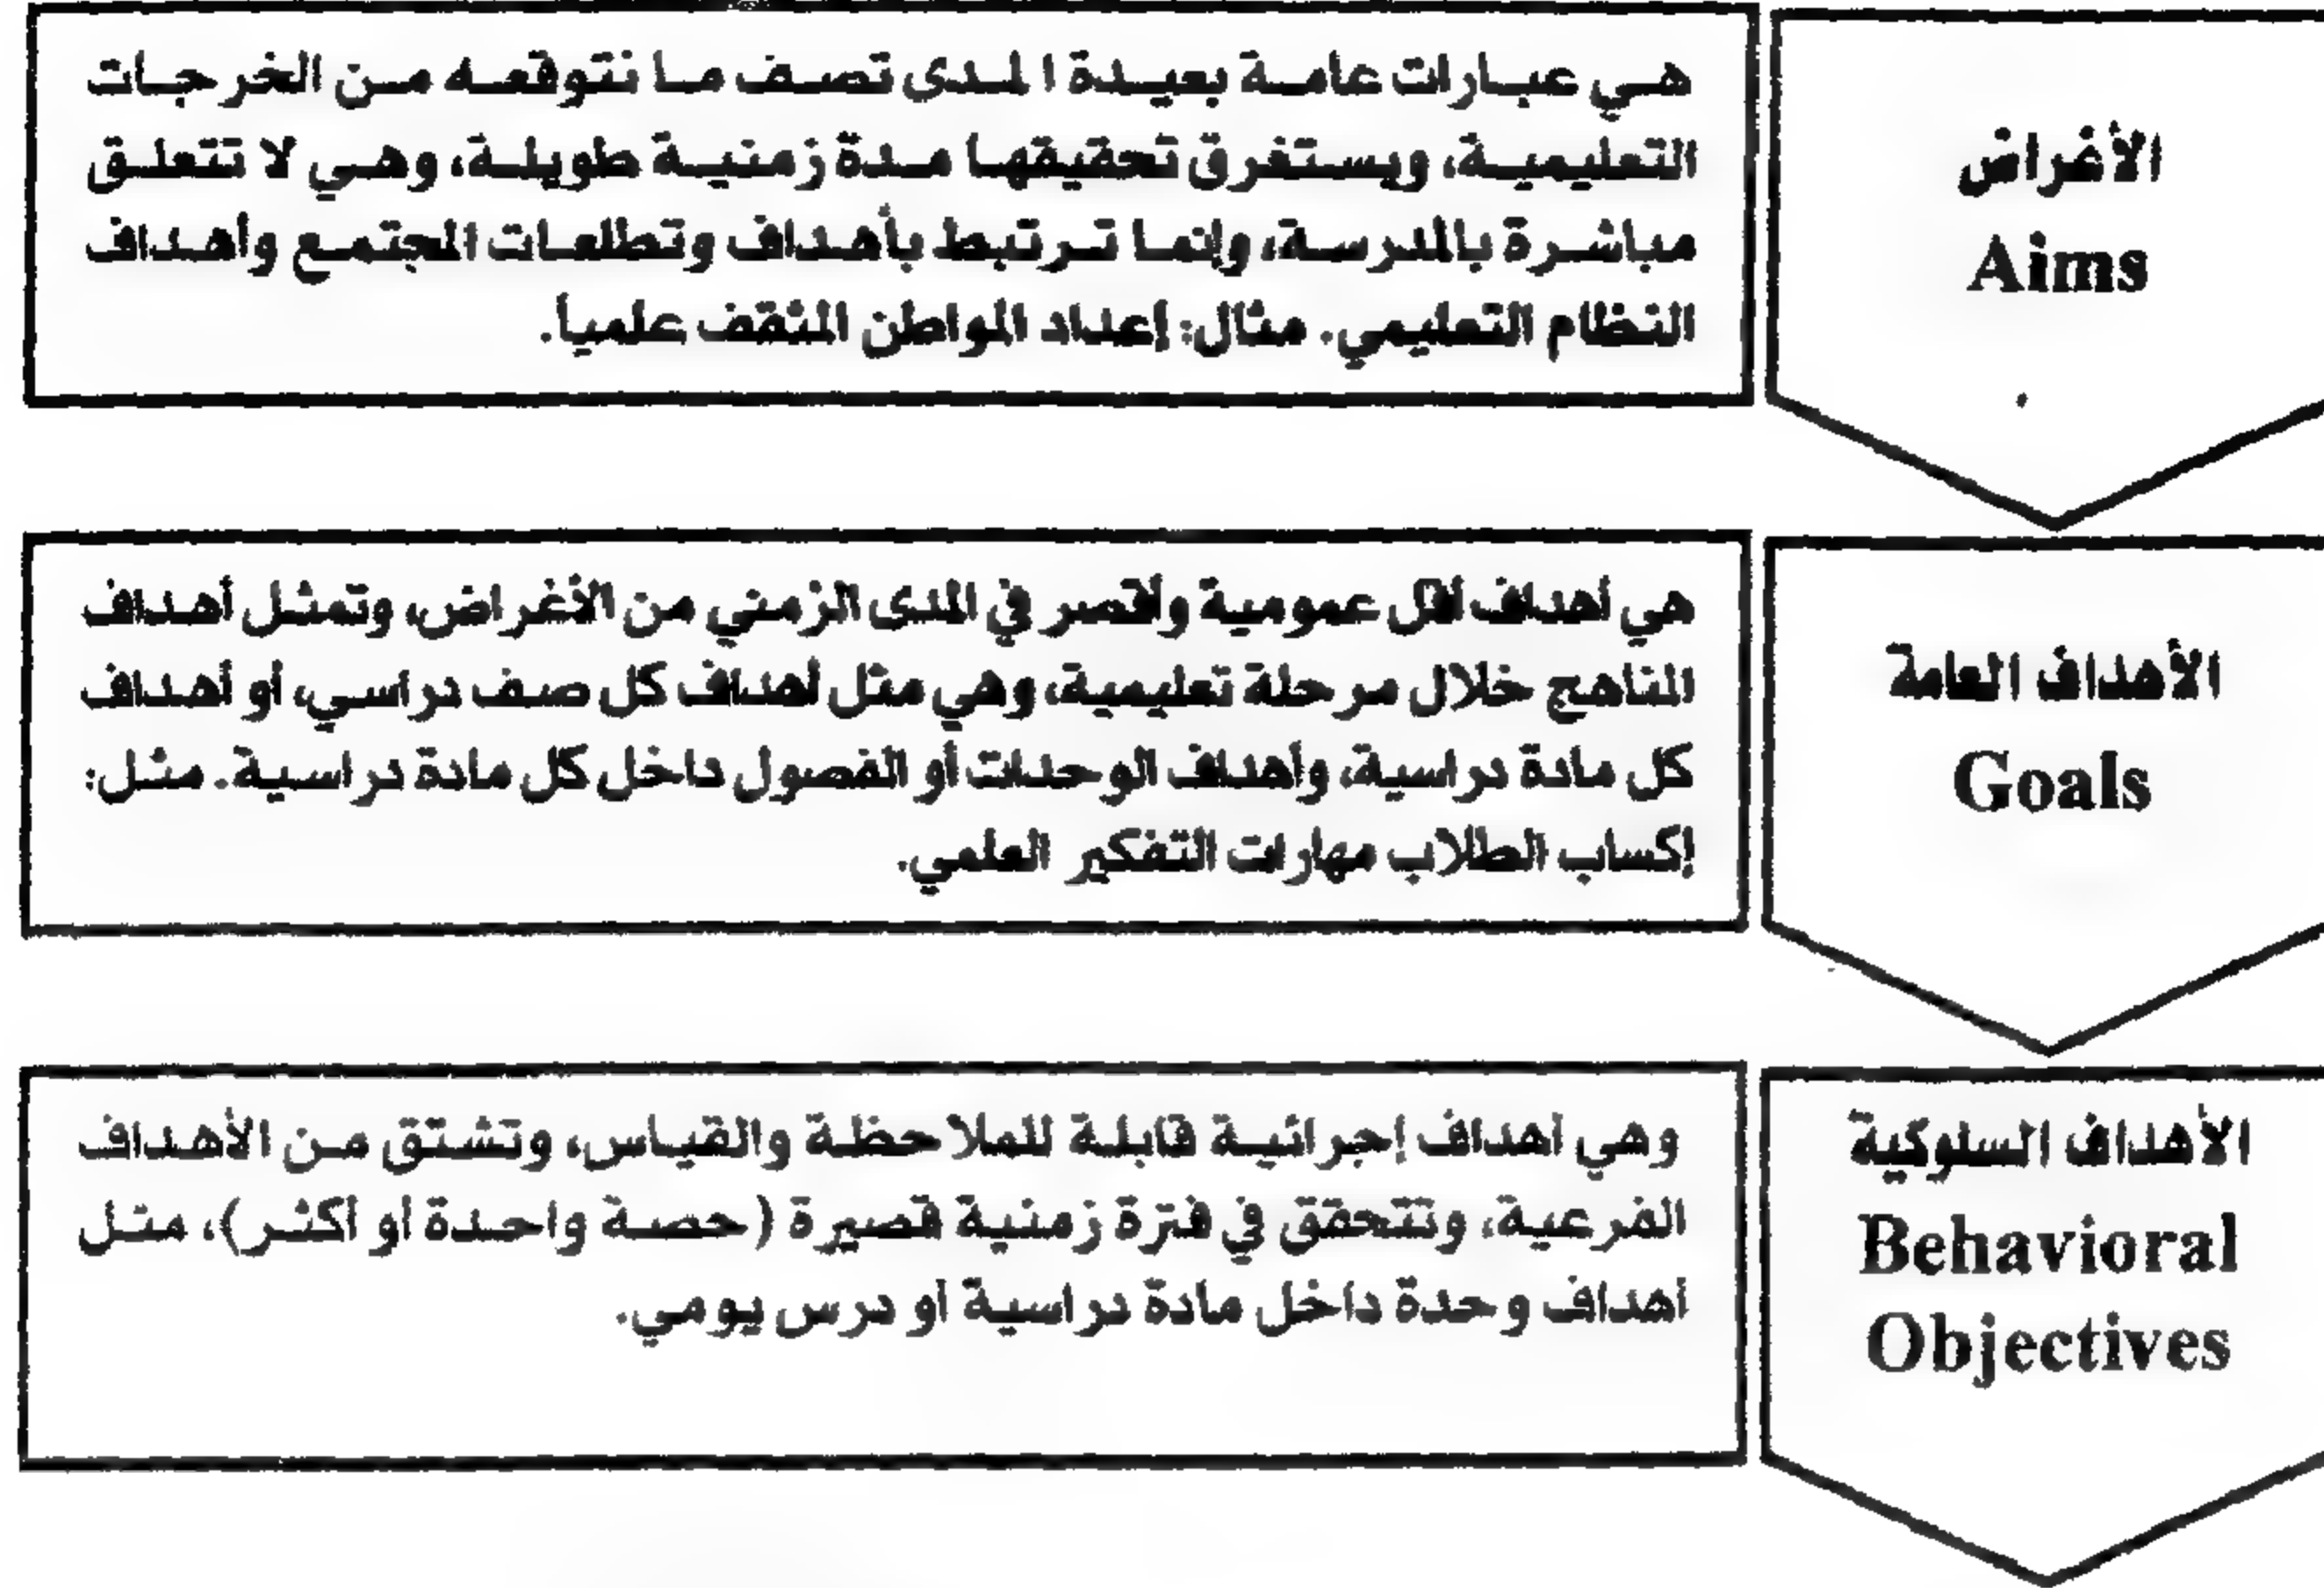 الأغراض
Aims
هي عبارات عامة بعيدة المدى تصف ما نتوقعه من الخرجات
التعليمية، ويستغرق تحقيقها مدة زمنية طويلة، وهي لا تتعلق
مباشرة بالمدرسة، وإنما ترتبط بأهداف وتطلعات المجتمع وأهداف
النظام التعليمي. مثال: إعداد المواطن المثقف علمياً.
الأهداف العامة
Goals
هي أهداف أقل عمومية وأقصر في المدى الزمني من الأغراض، وتمثل أهداف
المناهج خلال مرحلة تعليمية، وهي مثل أهداف كل صف دراسي، أو أهداف
كل مادة دراسية، وأهداف الوحدات أو الفصول داخل كل مادة دراسية. مثل:
إكساب الطلاب مهارات التفكير العلمي.
الأهداف السلوكية
Behavioral
Objectives
وهي أهداف إجرائية قابلة للملاحظة والقياس، وتشتق من الأهداف
الفرعية، وتتحقق في فترة زمنية قصيرة (حصة واحدة أو أكثر)، مثل
أهداف وحدة داخل مادة دراسية أو درس يومي.